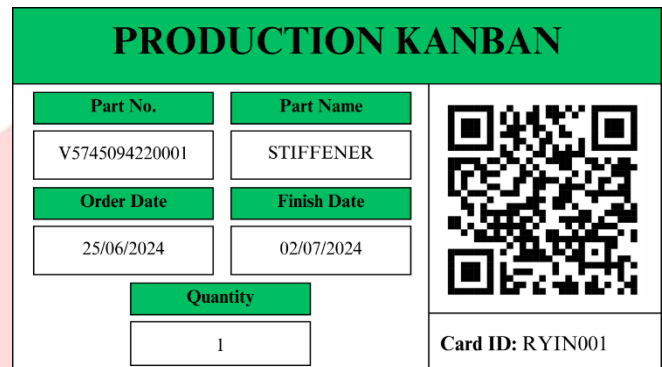 PRODUCTION KANBAN
Part No. Part Name
V5745094220001 STIFFENER
Order Date Finish Date
25/06/2024 02/07/2024
Quantity
1
Card ID: RYIN001